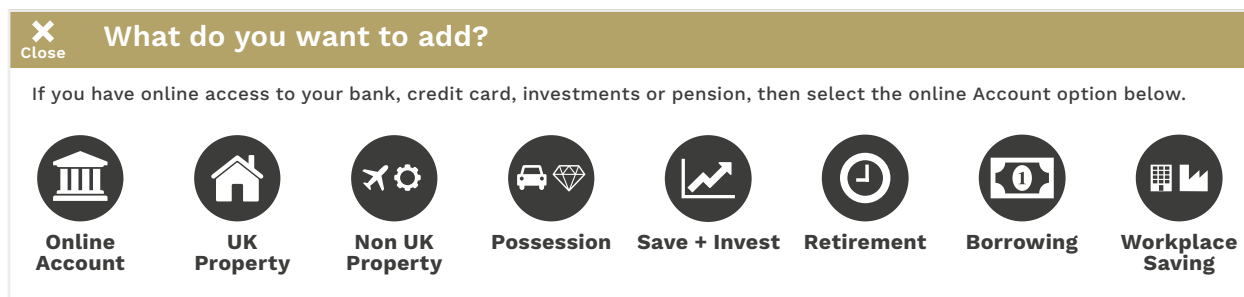 Close
What do you want to add?
If you have online access to your bank, credit card, investments or pension, then select the online Account option below.
1
Online
Account
UK
Property
Non UK
Property
Possession
Save + Invest
Retirement
Borrowing
Workplace
Saving